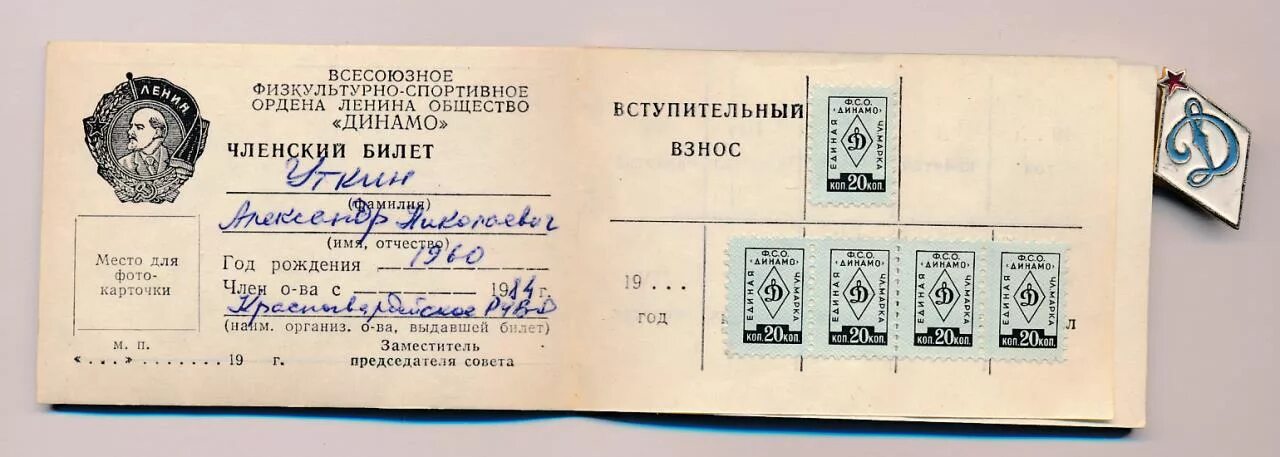 ЛЕНИН
ВСЕСОЮЗНОЕ
ФИЗКУЛЬТУРНО-СПОРТИВНОЕ
ОРДЕНА ЛЕНИНА ОБЩЕСТВО
«ДИНАМО»
ЧЛЕНСКИЙ БИЛЕТ
Уткин
(фамилия)
Александр Николаевич
(имя, отчество)
Год рождения 1960
Член о-ва с 1984 г.
Красногвардейское РУВД
(наим. организ. о-ва, выдавшей билет)
Место для
фото-
карточки
м. п.
«...» ........ 19 г.
Заместитель
председателя совета
ВСТУПИТЕЛЬНЫЙ
ВЗНОС
Ф.С.О.
"ДИНАМО"
ЕДИНАЯ
ЧЛ.МАРКА
Д
КОП. 20 КОП.
19 ...
год
Ф.С.О.
"ДИНАМО"
ЕДИНАЯ
ЧЛ.МАРКА
Д
КОП. 20 КОП.
Ф.С.О.
"ДИНАМО"
ЕДИНАЯ
ЧЛ.МАРКА
Д
КОП. 20 КОП.
Ф.С.О.
"ДИНАМО"
ЕДИНАЯ
ЧЛ.МАРКА
Д
КОП. 20 КОП.
Ф.С.О.
"ДИНАМО"
ЕДИНАЯ
ЧЛ.МАРКА
Д
КОП. 20 КОП.
Д